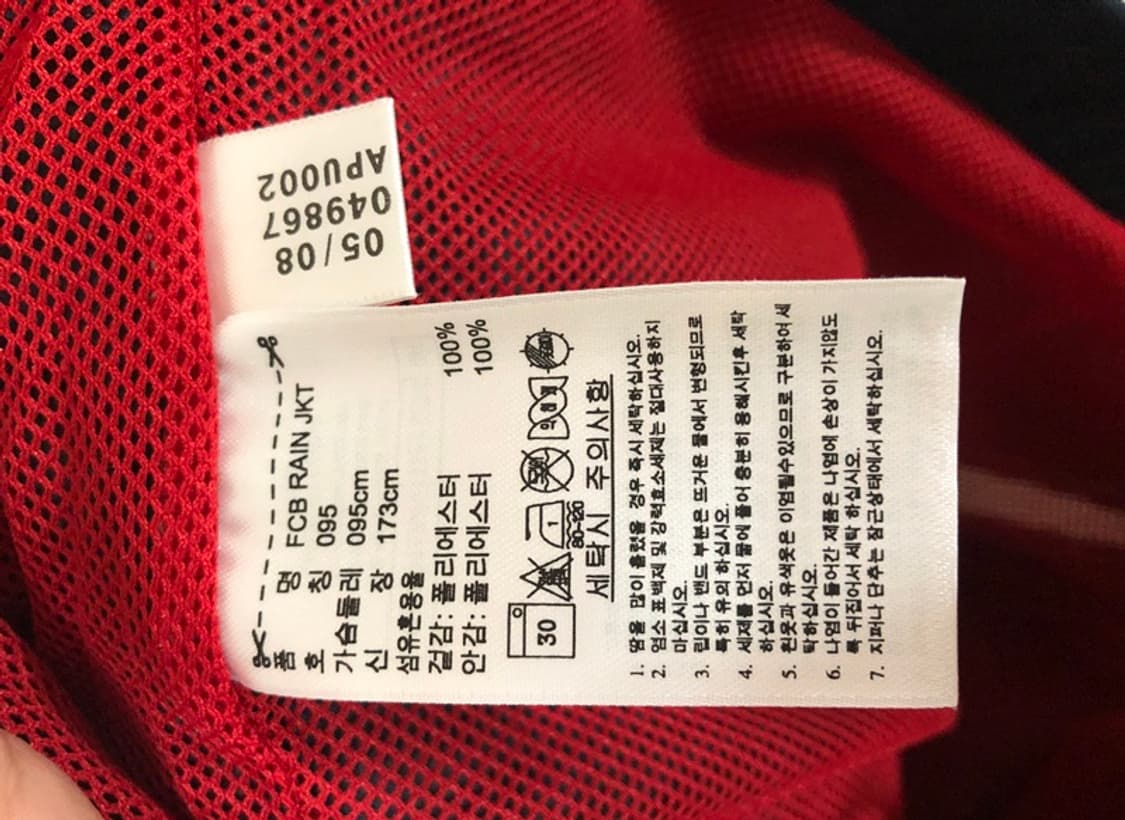 APU002
049867
05/08
품 명 FCB RAIN JKT
호 칭 095
가슴둘레 095cm
신 장 173cm
섬유혼용율
겉감: 폴리에스터 100%
안감: 폴리에스터 100%
30
1
80-120
세탁시 주의사항
1. 땀을 많이 흘렸을 경우 즉시 세탁하십시오.
2. 염소 표백제 및 강력효소세제는 절대사용하지
마십시오.
3. 립이나 밴드 부분은 뜨거운 물에서 변형되므로
특히 유의 하십시오.
4. 세제를 먼저 물에 풀어 충분히 용해시킨후 세탁
하십시오.
5. 흰옷과 유색옷은 이염될수있으므로 구분하여 세
탁하십시오.
6. 나염이 들어간 제품은 나염에 손상이 가지않도
록 뒤집어서 세탁 하십시오.
7. 지퍼나 단추는 잠근상태에서 세탁하십시오.